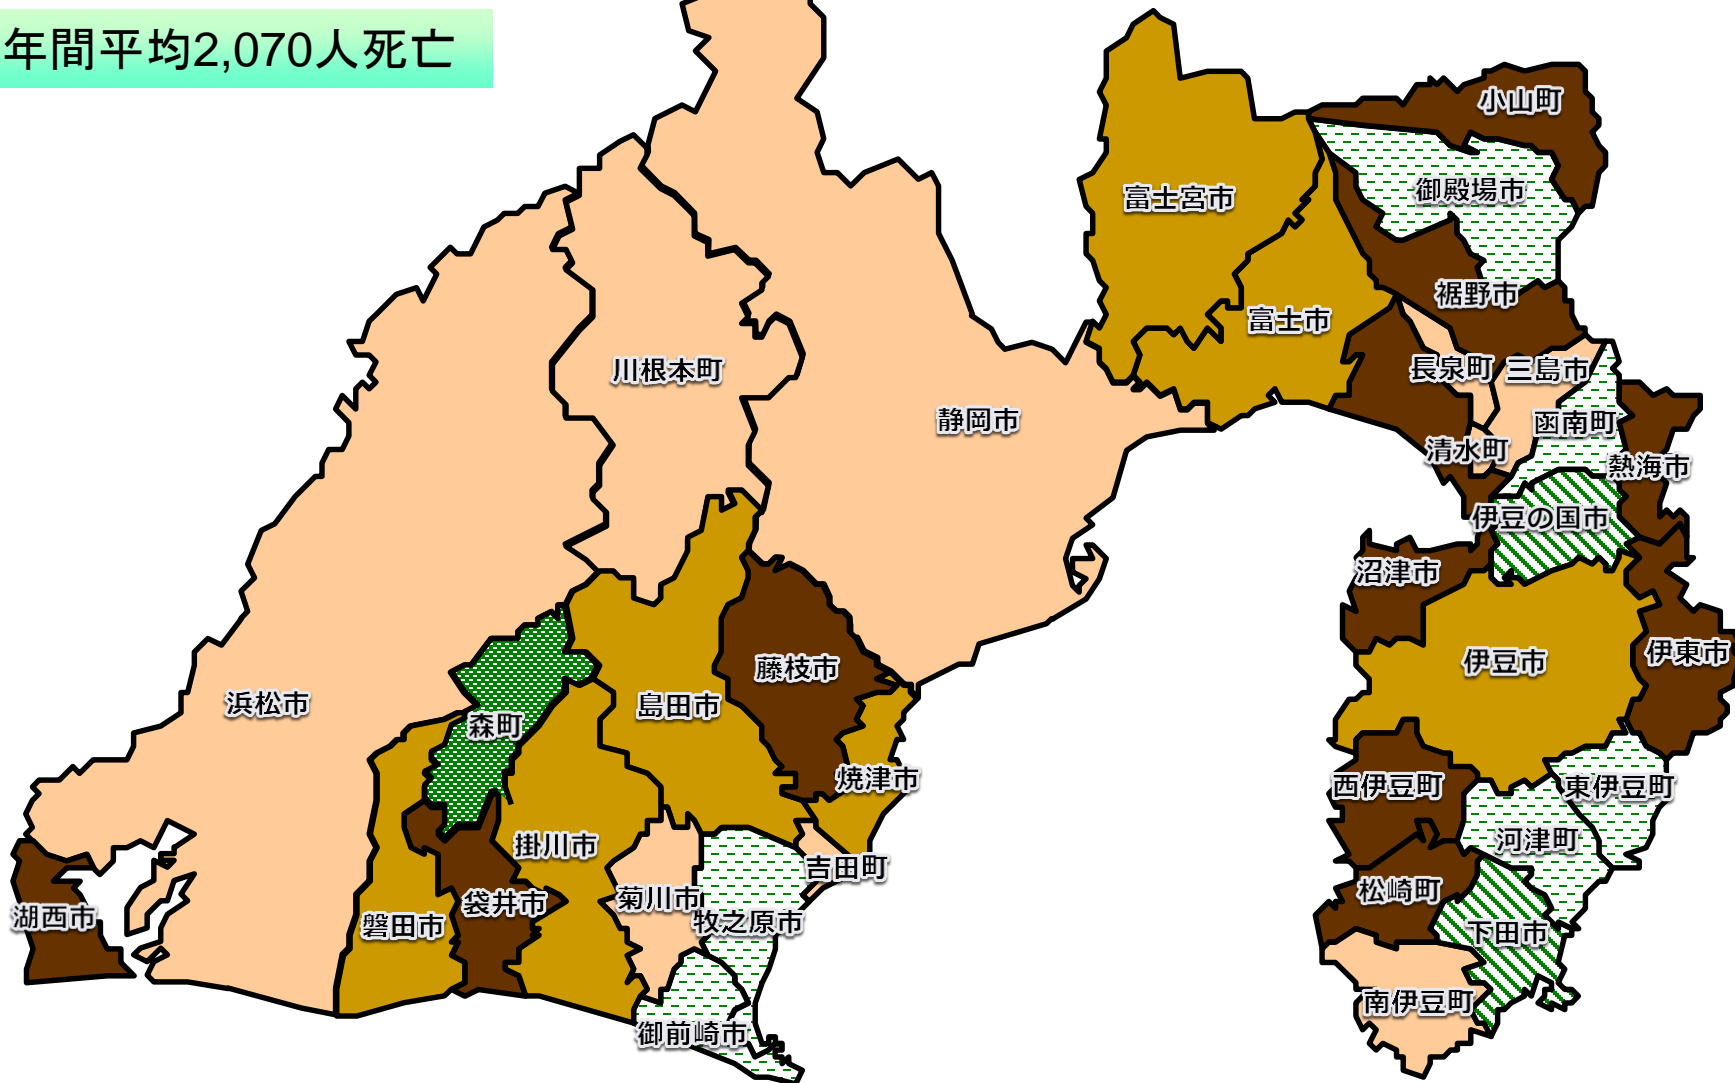 年間平均2,070人死亡
小山町
御殿場市
富士宮市
裾野市
富士市
川根本町
長泉町
三島市
静岡市
函南町
清水町
熱海市
伊豆の国市
沼津市
伊東市
伊豆市
藤枝市
浜松市
島田市
森町
焼津市
西伊豆町
東伊豆町
河津町
掛川市
吉田町
松崎町
菊川市
袋井市
湖西市
磐田市
牧之原市
下田市
南伊豆町
御前崎市